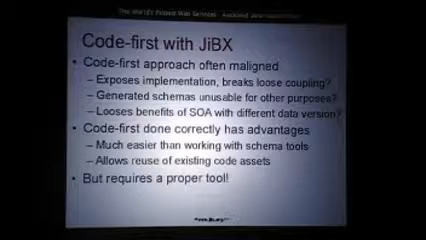 Code-first with JiBX
• Code-first approach often maligned
– Exposes implementation, breaks loose coupling?
– Generated schemas unusable for other purposes?
– Looses benefits of SOA with different data version?
• Code-first done correctly has advantages
– Much easier than working with schema tools
– Allows reuse of existing code assets
• But requires a proper tool!